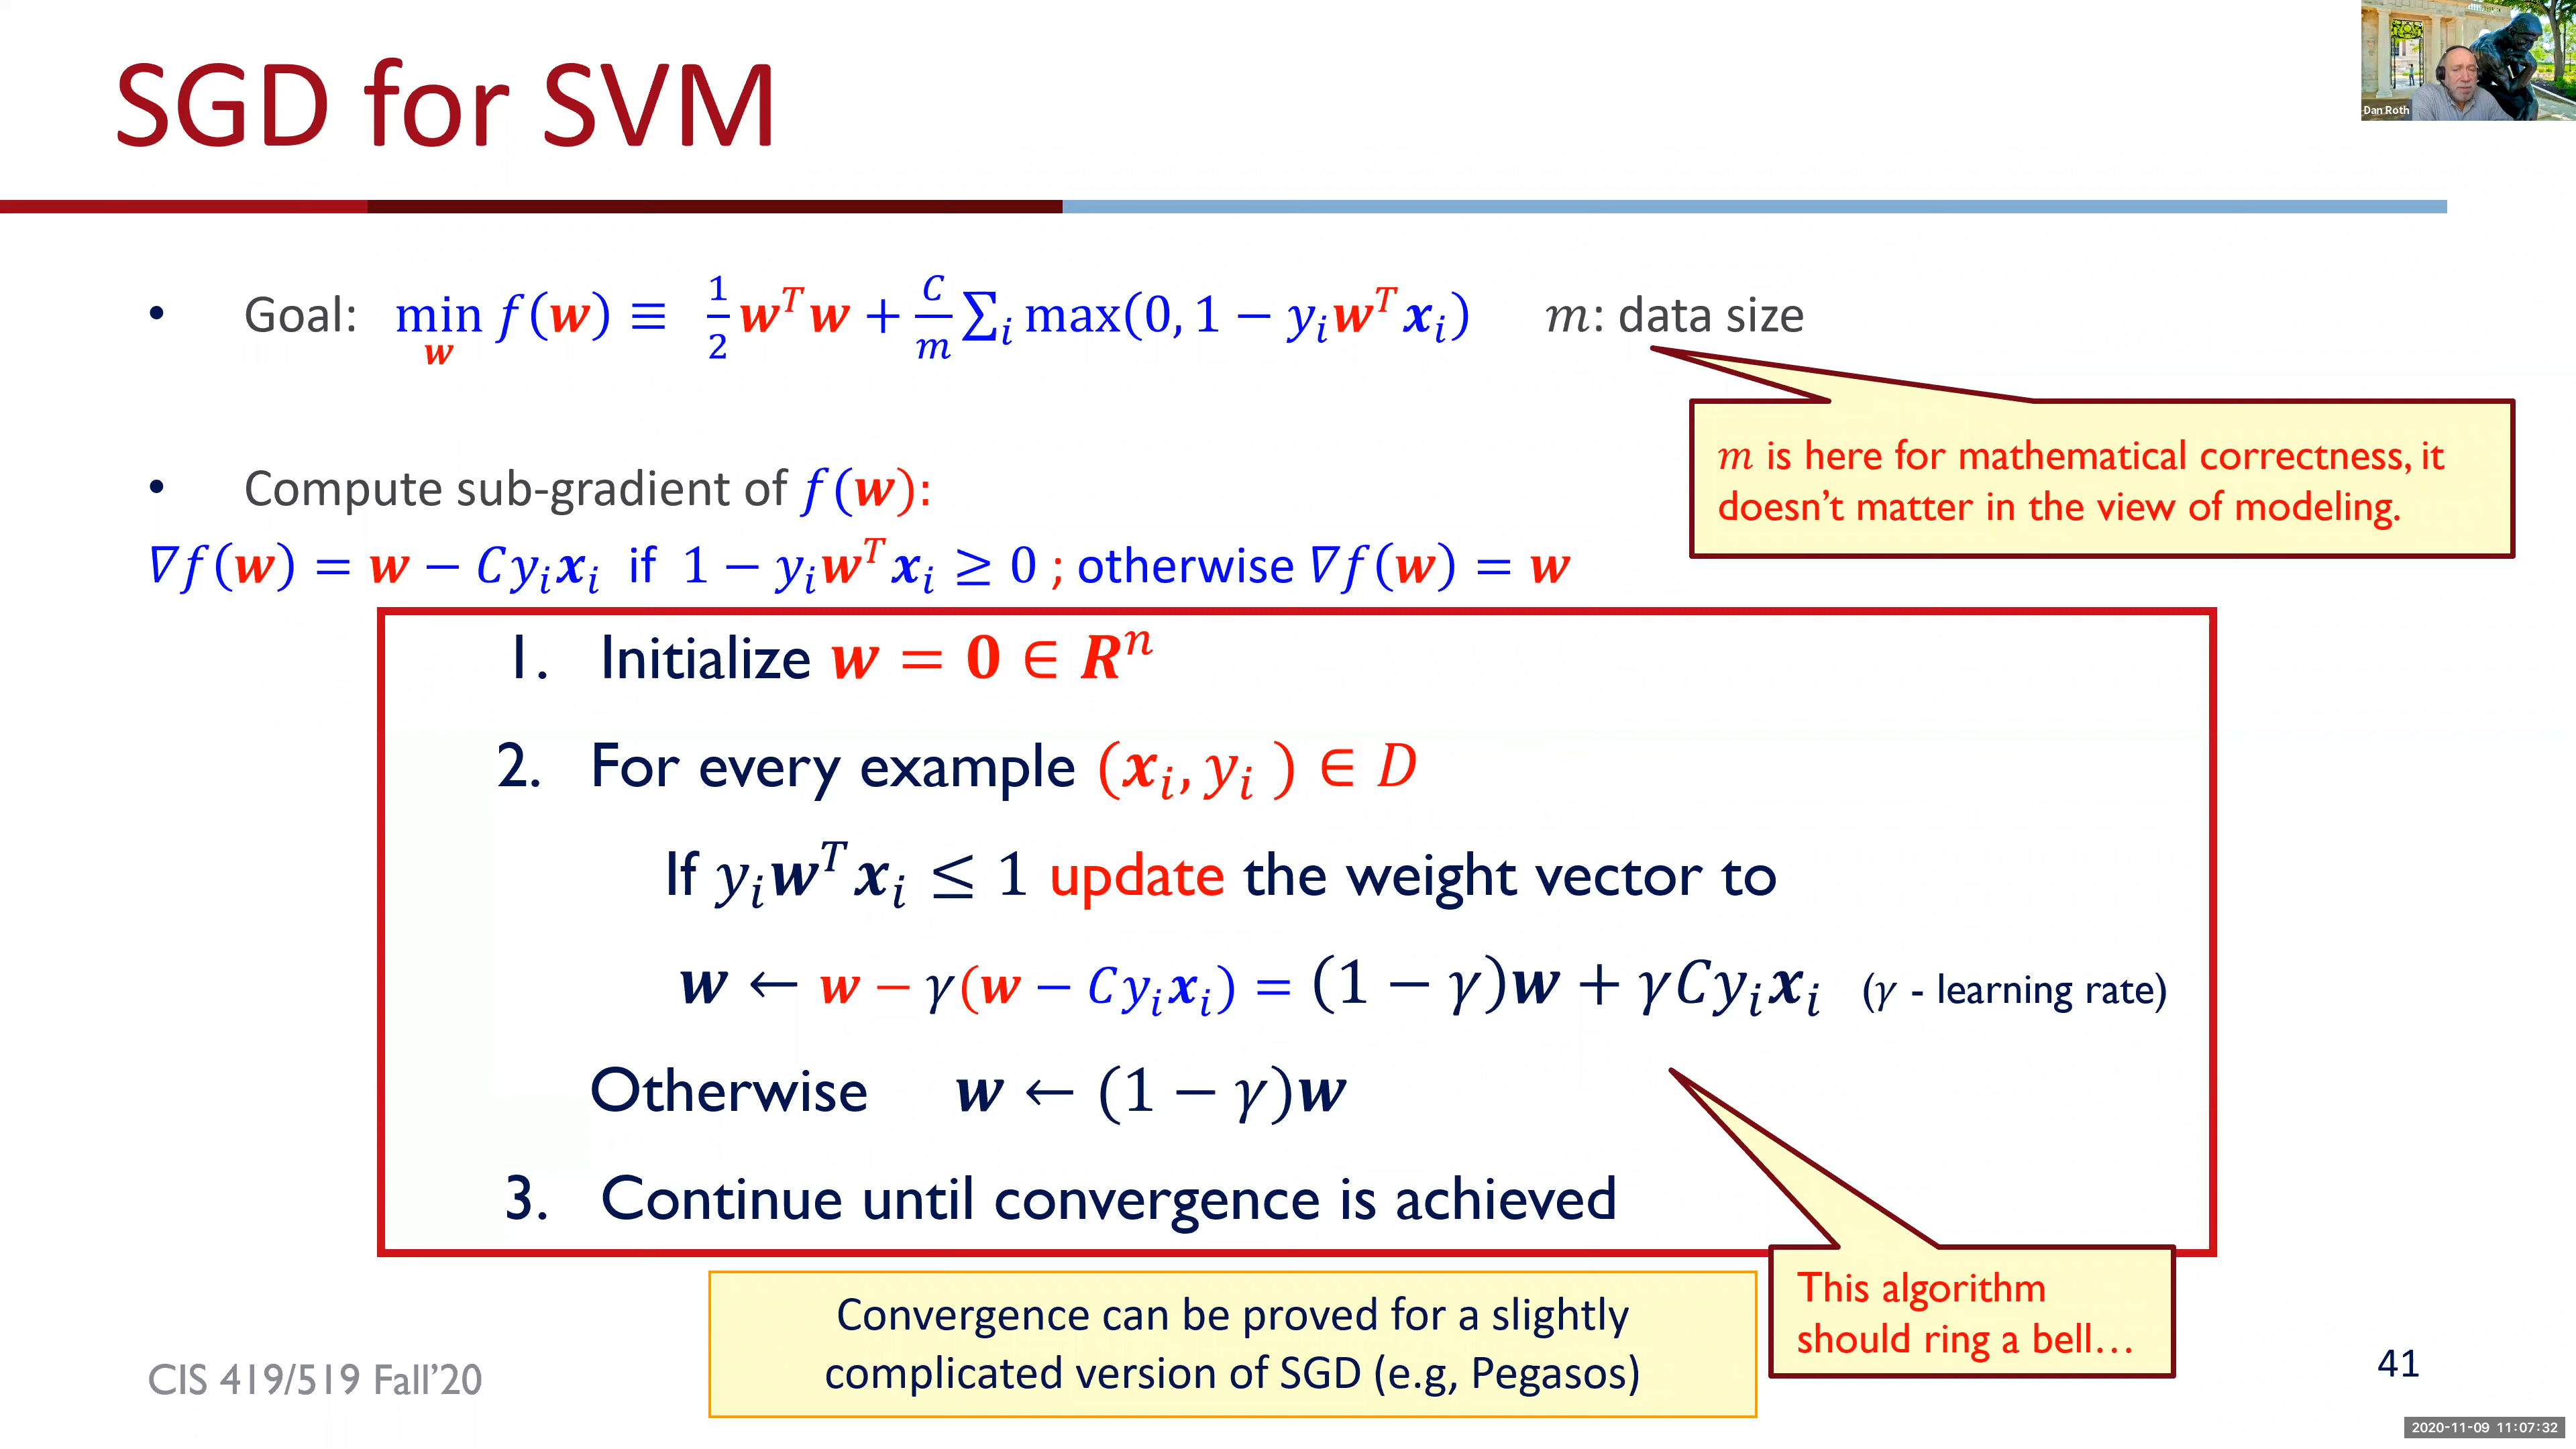 SGD for SVM
Dan Roth
• Goal: min_w f(w) ≡ 1/2 w^T w + C/m ∑_i max(0, 1 − y_i w^T x_i) m: data size
m is here for mathematical correctness, it
doesn't matter in the view of modeling.
• Compute sub-gradient of f(w):
∇f(w) = w − Cy_i x_i if 1 − y_i w^T x_i ≥ 0 ; otherwise ∇f(w) = w
1. Initialize w = 0 ∈ R^n
2. For every example (x_i, y_i ) ∈ D
If y_i w^T x_i ≤ 1 update the weight vector to
w ← w − γ(w − Cy_i x_i) = (1 − γ)w + γCy_i x_i (γ - learning rate)
Otherwise w ← (1 − γ)w
3. Continue until convergence is achieved
This algorithm
should ring a bell…
Convergence can be proved for a slightly
complicated version of SGD (e.g, Pegasos)
CIS 419/519 Fall'20
41
2020-11-09 11:07:32